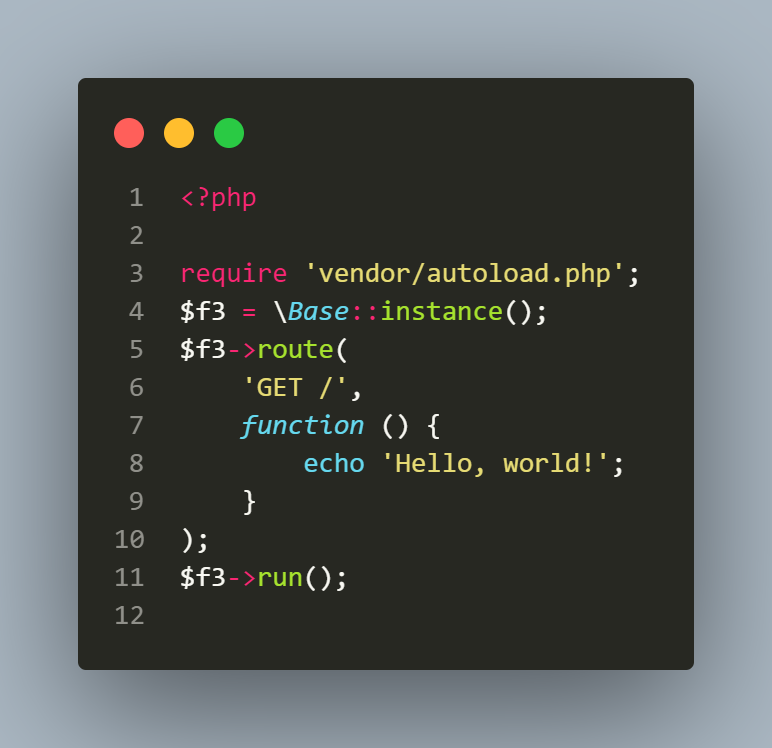 1 <?php
2
3 require 'vendor/autoload.php';
4 $f3 = \Base::instance();
5 $f3->route(
6     'GET /',
7     function () {
8         echo 'Hello, world!';
9     }
10 );
11 $f3->run();
12